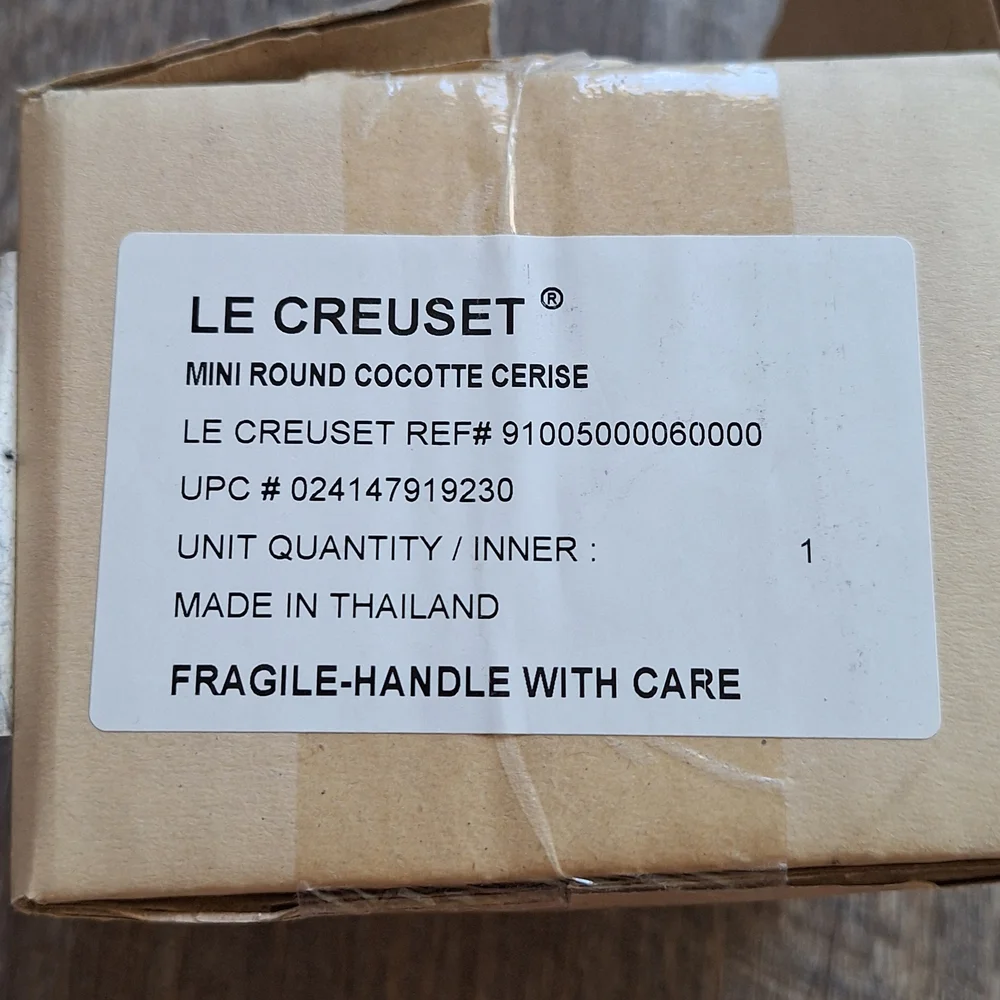 LE CREUSET ®
MINI ROUND COCOTTE CERISE
LE CREUSET REF# 91005000060000
UPC # 024147919230
UNIT QUANTITY / INNER : 1
MADE IN THAILAND
FRAGILE-HANDLE WITH CARE